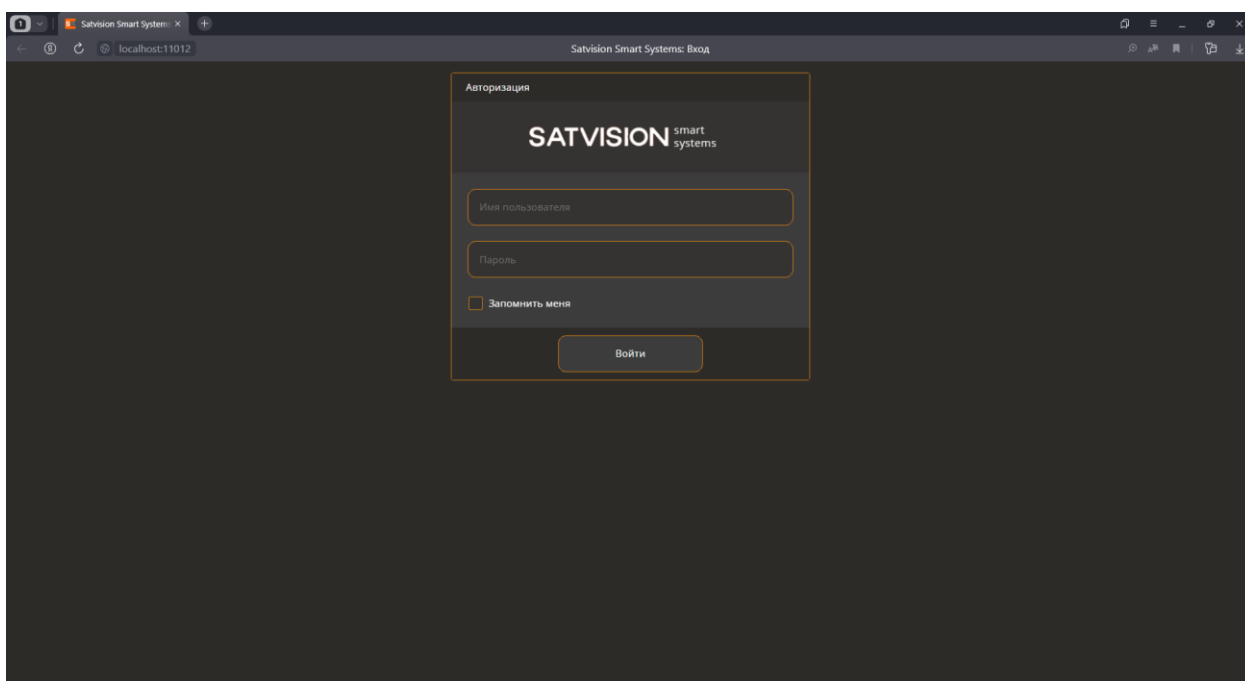 1
Satvision Smart System
localhost:11012
Satvision Smart Systems: Вход
Авторизация
SATVISION smart
systems
Имя пользователя
Пароль
Запомнить меня
Войти